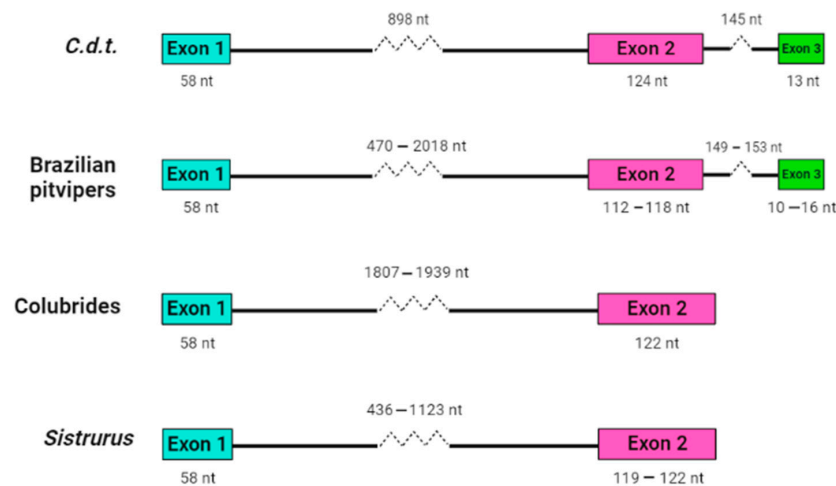 898 nt 145 nt
C.d.t. Exon 1 Exon 2 Exon 3
58 nt 124 nt 13 nt
470 – 2018 nt 149 – 153 nt
Brazilian
pitvipers
Exon 1 Exon 2 Exon 3
58 nt 112 –118 nt 10 –16 nt
1807 – 1939 nt
Colubrides Exon 1 Exon 2
58 nt 122 nt
436 –1123 nt
Sistrurus Exon 1 Exon 2
58 nt 119 – 122 nt